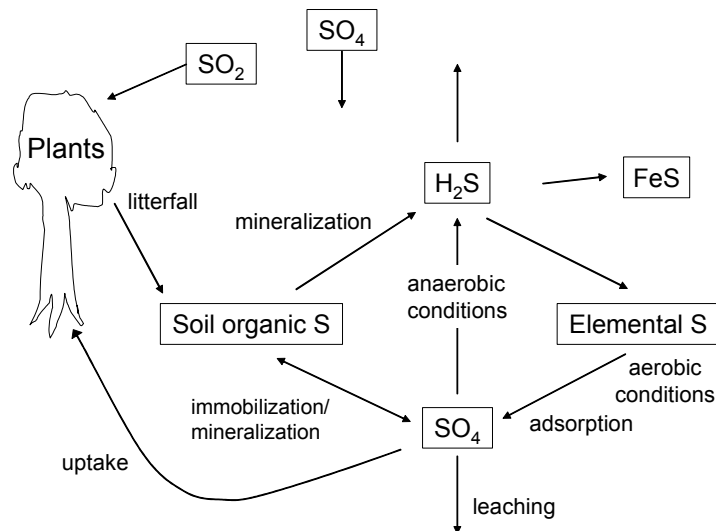 SO₄
SO₂
Plants
H₂S
FeS
litterfall
mineralization
anaerobic
conditions
Soil organic S
Elemental S
aerobic
conditions
immobilization/
mineralization
SO₄
adsorption
uptake
leaching